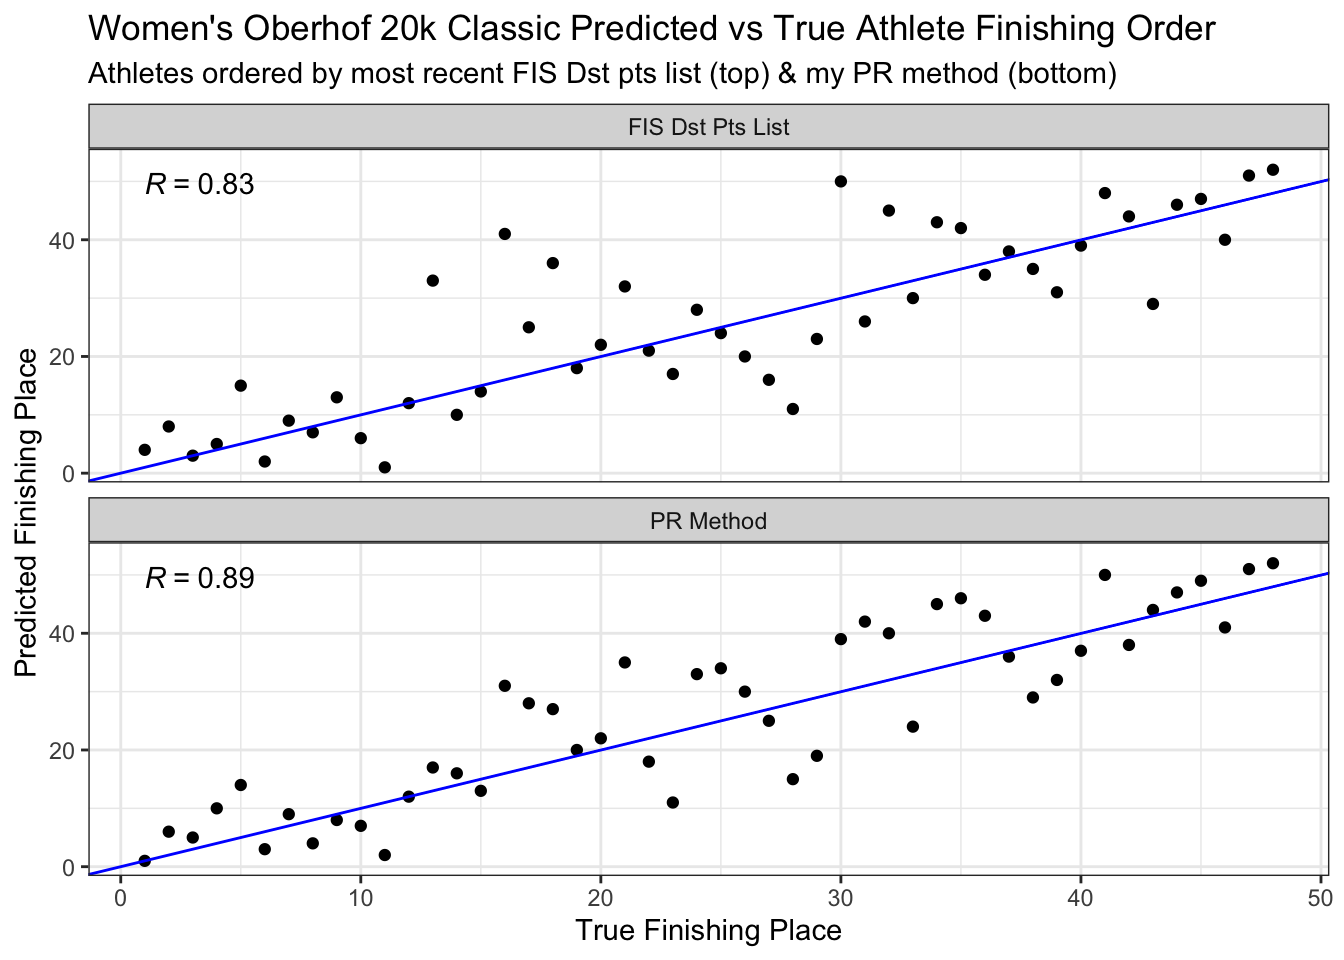 Women's Oberhof 20k Classic Predicted vs True Athlete Finishing Order
Athletes ordered by most recent FIS Dst pts list (top) & my PR method (bottom)
FIS Dst Pts List
R = 0.83
40
20
0
Predicted Finishing Place
PR Method
R = 0.89
40
20
0
0 10 20 30 40 50
True Finishing Place